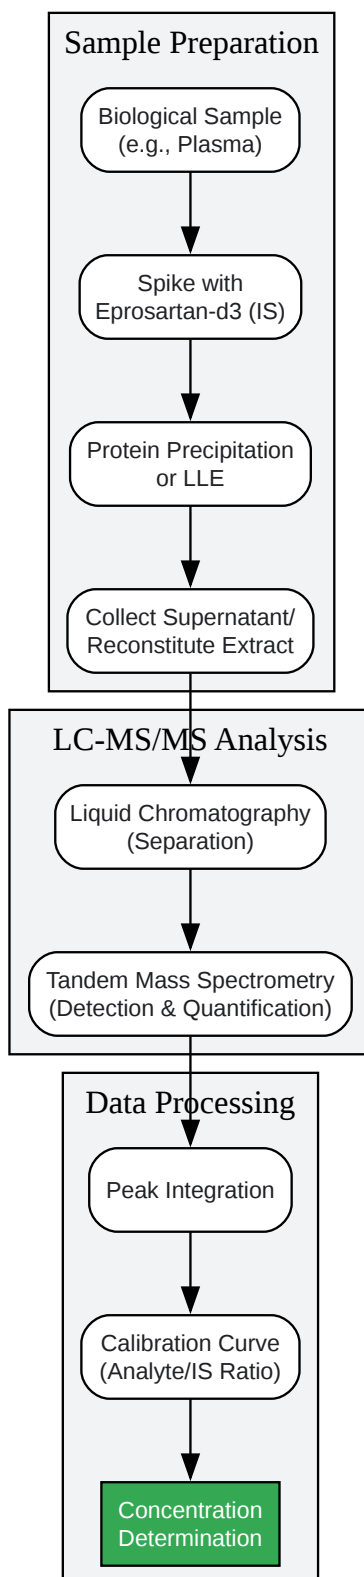 Sample Preparation
Biological Sample
(e.g., Plasma)
Spike with
Eprosartan-d3 (IS)
Protein Precipitation
or LLE
Collect Supernatant/
Reconstitute Extract
LC-MS/MS Analysis
Liquid Chromatography
(Separation)
Tandem Mass Spectrometry
(Detection & Quantification)
Data Processing
Peak Integration
Calibration Curve
(Analyte/IS Ratio)
Concentration
Determination